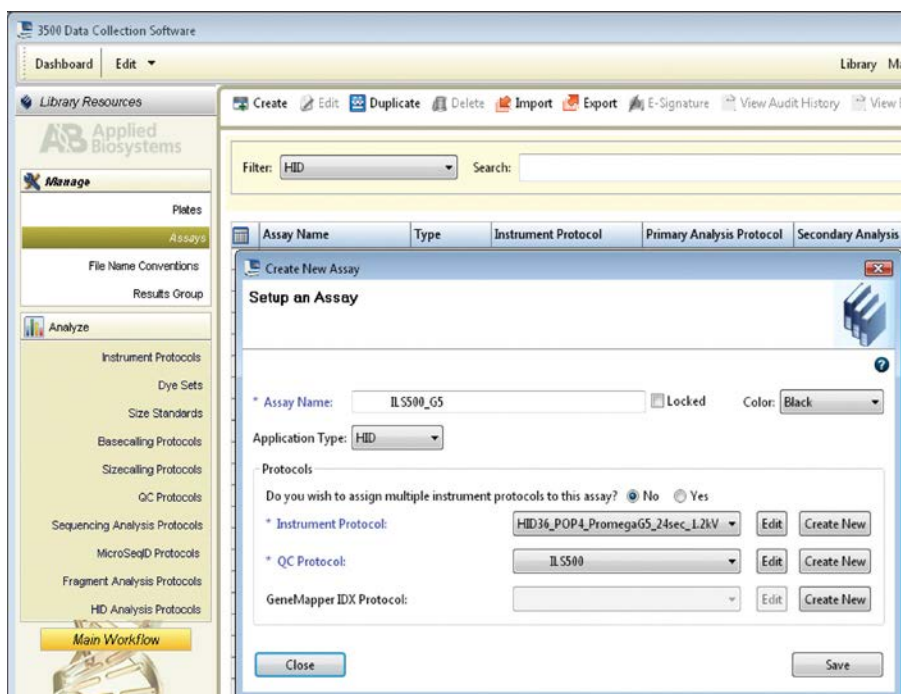 3500 Data Collection Software
Dashboard Edit Library
Library Resources
AB Applied Biosystems
Manage
Plates
Assays
File Name Conventions
Results Group
Analyze
Instrument Protocols
Dye Sets
Size Standards
Basecalling Protocols
Sizecalling Protocols
QC Protocols
Sequencing Analysis Protocols
MicroSeqID Protocols
Fragment Analysis Protocols
HID Analysis Protocols
Main Workflow
Create Edit Duplicate Delete Import Export E-Signature View Audit History View
Filter: HID Search:
Assay Name Type Instrument Protocol Primary Analysis Protocol Secondary Analysis
Create New Assay
Setup an Assay
* Assay Name: ILS500_G5 Locked Color: Black
Application Type: HID
Protocols
Do you wish to assign multiple instrument protocols to this assay? No Yes
* Instrument Protocol: HID36_POP4_PromegaG5_24sec_1.2kV Edit Create New
* QC Protocol: ILS500 Edit Create New
GeneMapper IDX Protocol: Edit Create New
Close Save